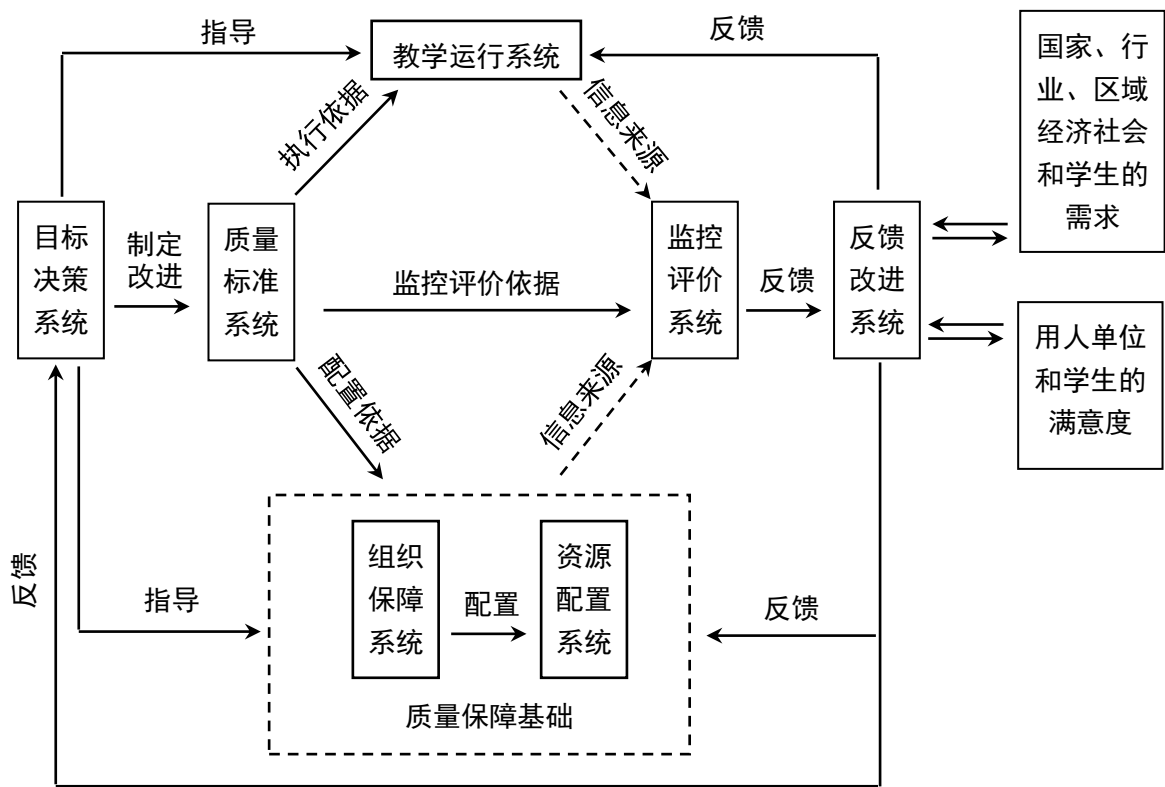 指导
教学运行系统
反馈
国家、行
业、区域
经济社会
和学生的
需求
执行依据
信息来源
目标
决策
系统
制定
改进
质量
标准
系统
监控评价依据
监控
评价
系统
反馈
反馈
改进
系统
用人单位
和学生的
满意度
配置依据
信息来源
反馈
指导
组织
保障
系统
配置
资源
配置
系统
反馈
质量保障基础